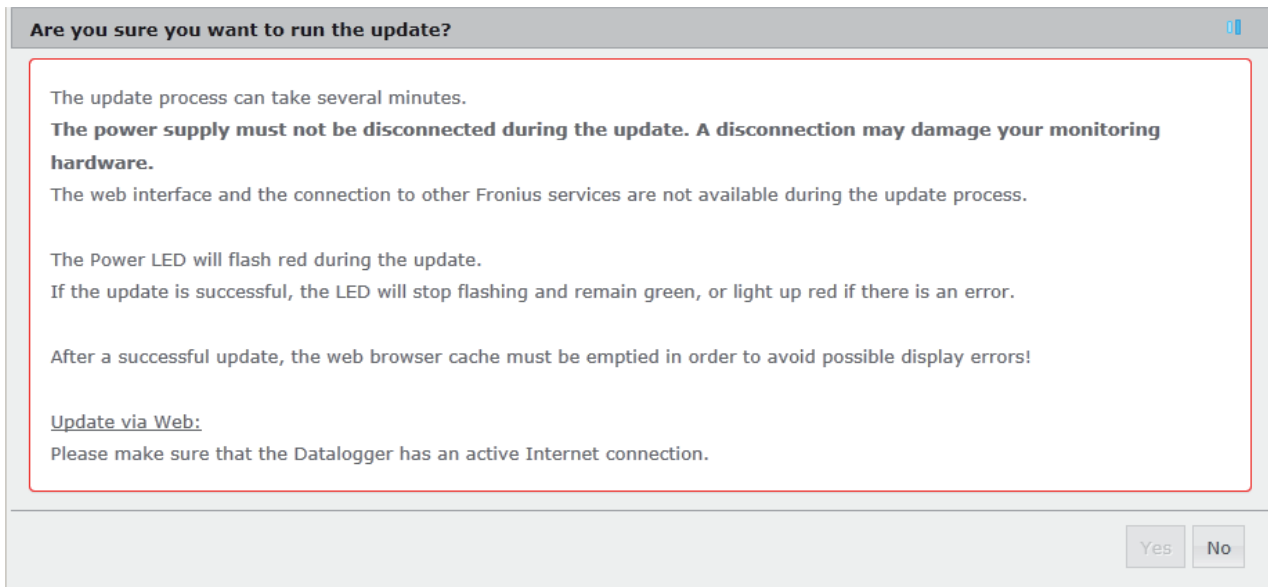 Are you sure you want to run the update?
The update process can take several minutes.
The power supply must not be disconnected during the update. A disconnection may damage your monitoring
hardware.
The web interface and the connection to other Fronius services are not available during the update process.
The Power LED will flash red during the update.
If the update is successful, the LED will stop flashing and remain green, or light up red if there is an error.
After a successful update, the web browser cache must be emptied in order to avoid possible display errors!
Update via Web:
Please make sure that the Datalogger has an active Internet connection.
Yes No